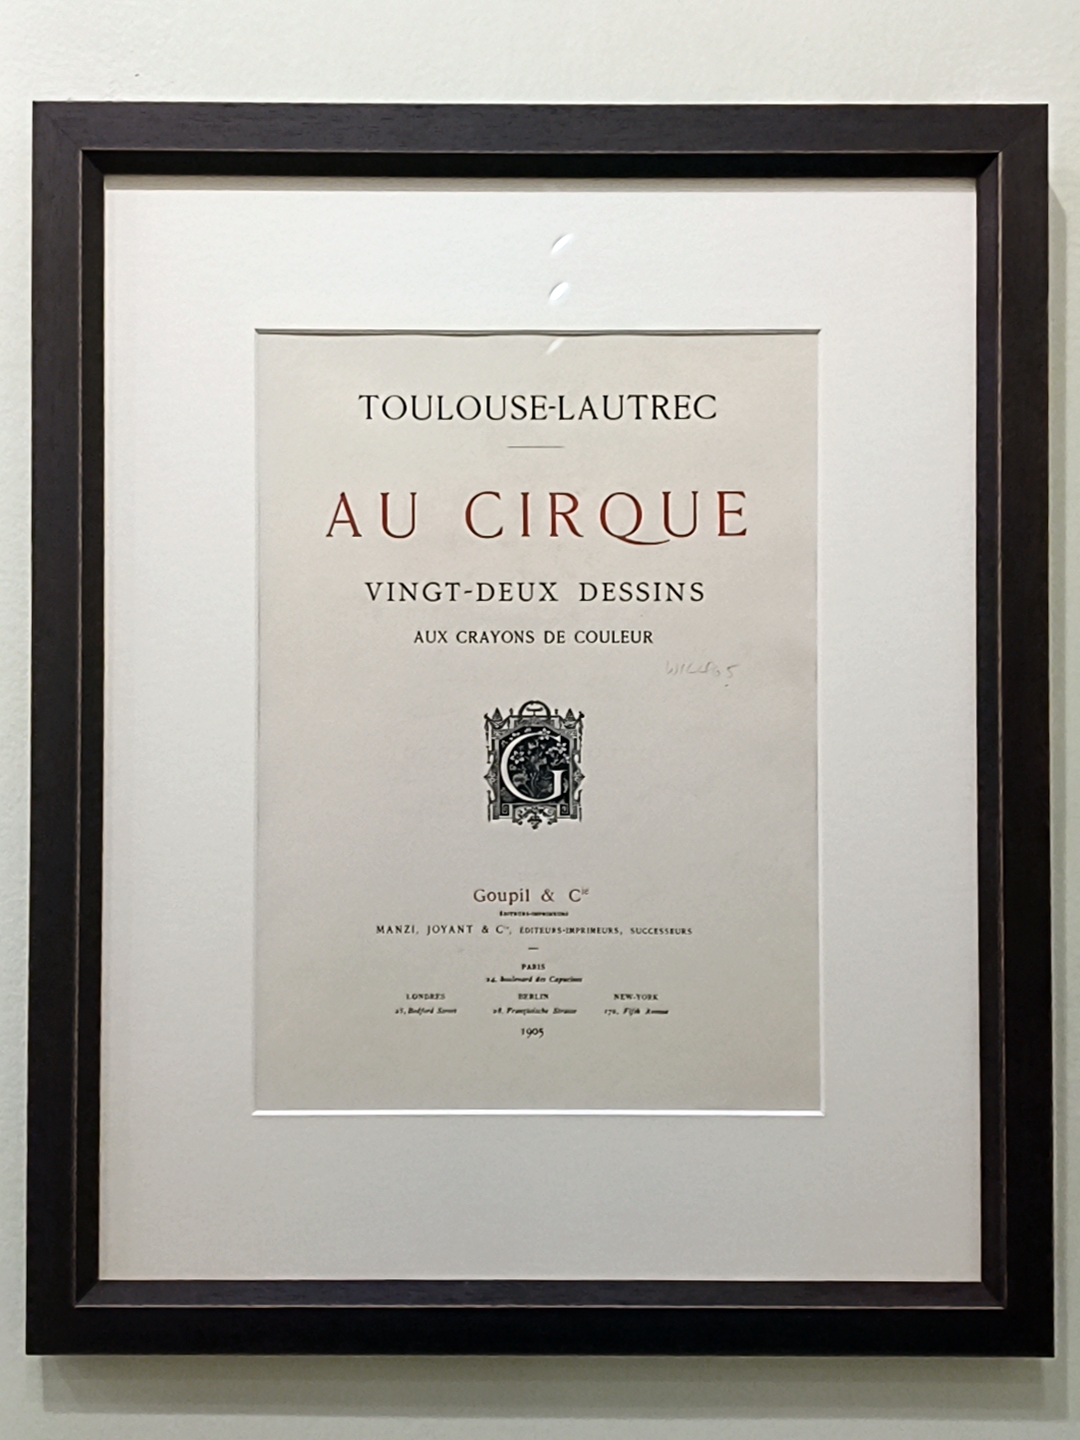 TOULOUSE-LAUTREC
AU CIRQUE
VINGT-DEUX DESSINS
AUX CRAYONS DE COULEUR
G
Goupil & Cie
ÉDITEURS-IMPRIMEURS
MANZI, JOYANT & Cie, ÉDITEURS-IMPRIMEURS, SUCCESSEURS
PARIS
24, boulevard des Capucines
LONDRES BERLIN NEW-YORK
25, Bedford Street 28, Französische Strasse 170, Fifth Avenue
1905